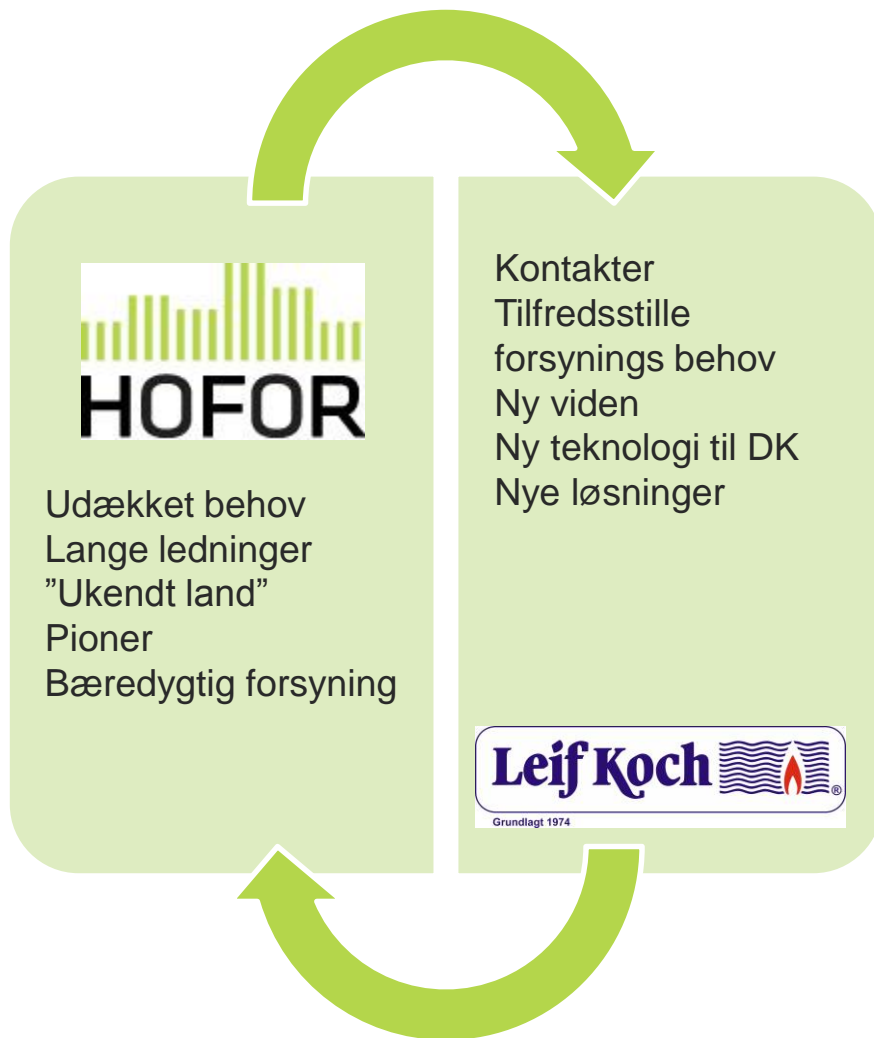 HOFOR
Udækket behov
Lange ledninger
”Ukendt land”
Pioner
Bæredygtig forsyning
Kontakter
Tilfredsstille
forsynings behov
Ny viden
Ny teknologi til DK
Nye løsninger
Leif Koch ®
Grundlagt 1974